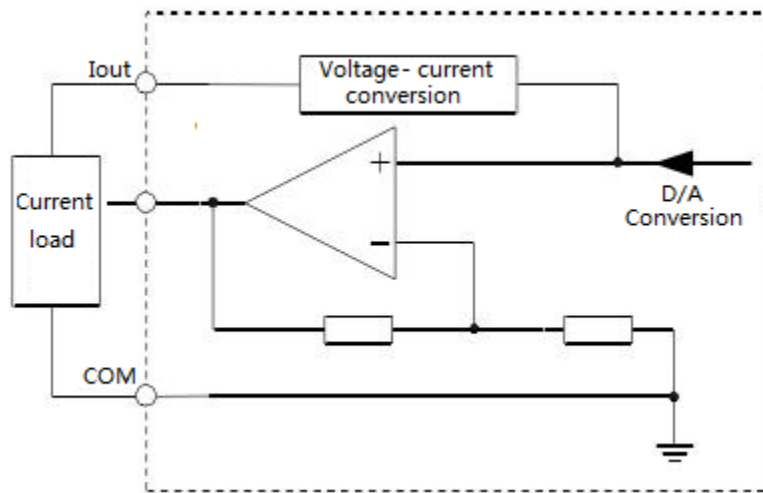 Iout
Voltage- current
conversion
+
D/A
Conversion
Current
load
-
COM